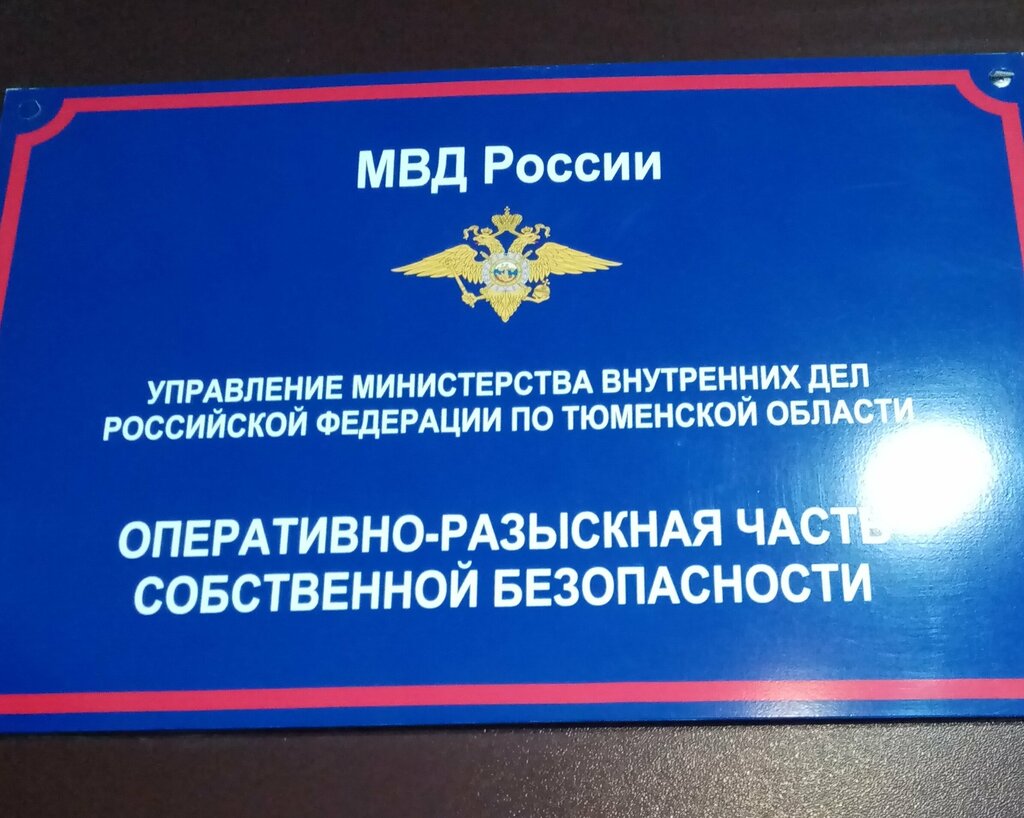 МВД России
УПРАВЛЕНИЕ МИНИСТЕРСТВА ВНУТРЕННИХ ДЕЛ
РОССИЙСКОЙ ФЕДЕРАЦИИ ПО ТЮМЕНСКОЙ ОБЛАСТИ
ОПЕРАТИВНО-РАЗЫСКНАЯ ЧАСТЬ
СОБСТВЕННОЙ БЕЗОПАСНОСТИ